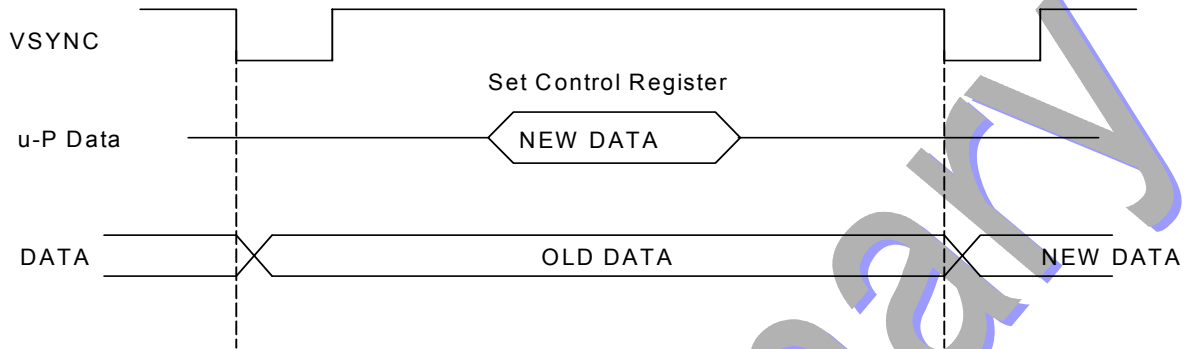 VSYNC
Set Control Register
u-P Data
NEW DATA
DATA
OLD DATA
NEW DATA